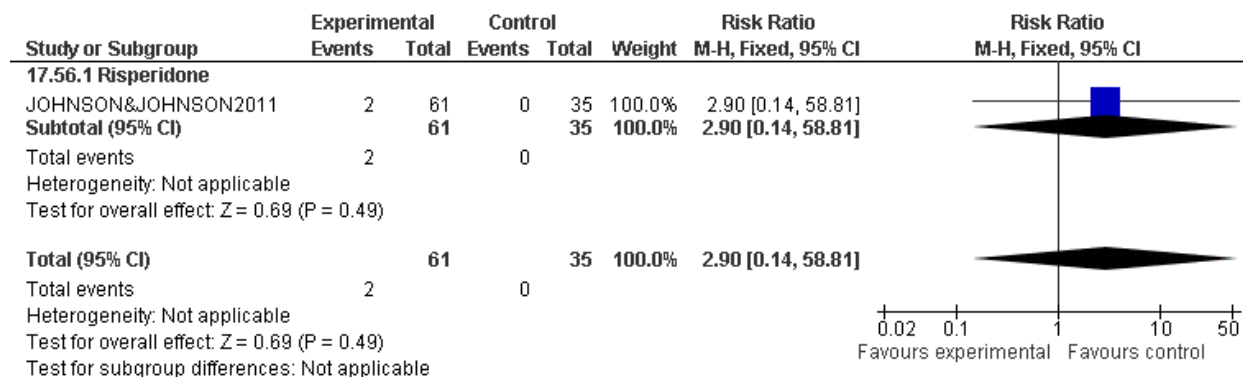 Experimental Control Risk Ratio Risk Ratio
Study or Subgroup Events Total Events Total Weight M-H, Fixed, 95% CI M-H, Fixed, 95% CI
17.56.1 Risperidone
JOHNSON&JOHNSON2011 2 61 0 35 100.0% 2.90 [0.14, 58.81]
Subtotal (95% CI) 61 35 100.0% 2.90 [0.14, 58.81]
Total events 2 0
Heterogeneity: Not applicable
Test for overall effect: Z = 0.69 (P = 0.49)
Total (95% CI) 61 35 100.0% 2.90 [0.14, 58.81]
Total events 2 0
Heterogeneity: Not applicable
Test for overall effect: Z = 0.69 (P = 0.49)
Test for subgroup differences: Not applicable
0.02 0.1 1 10 50
Favours experimental Favours control